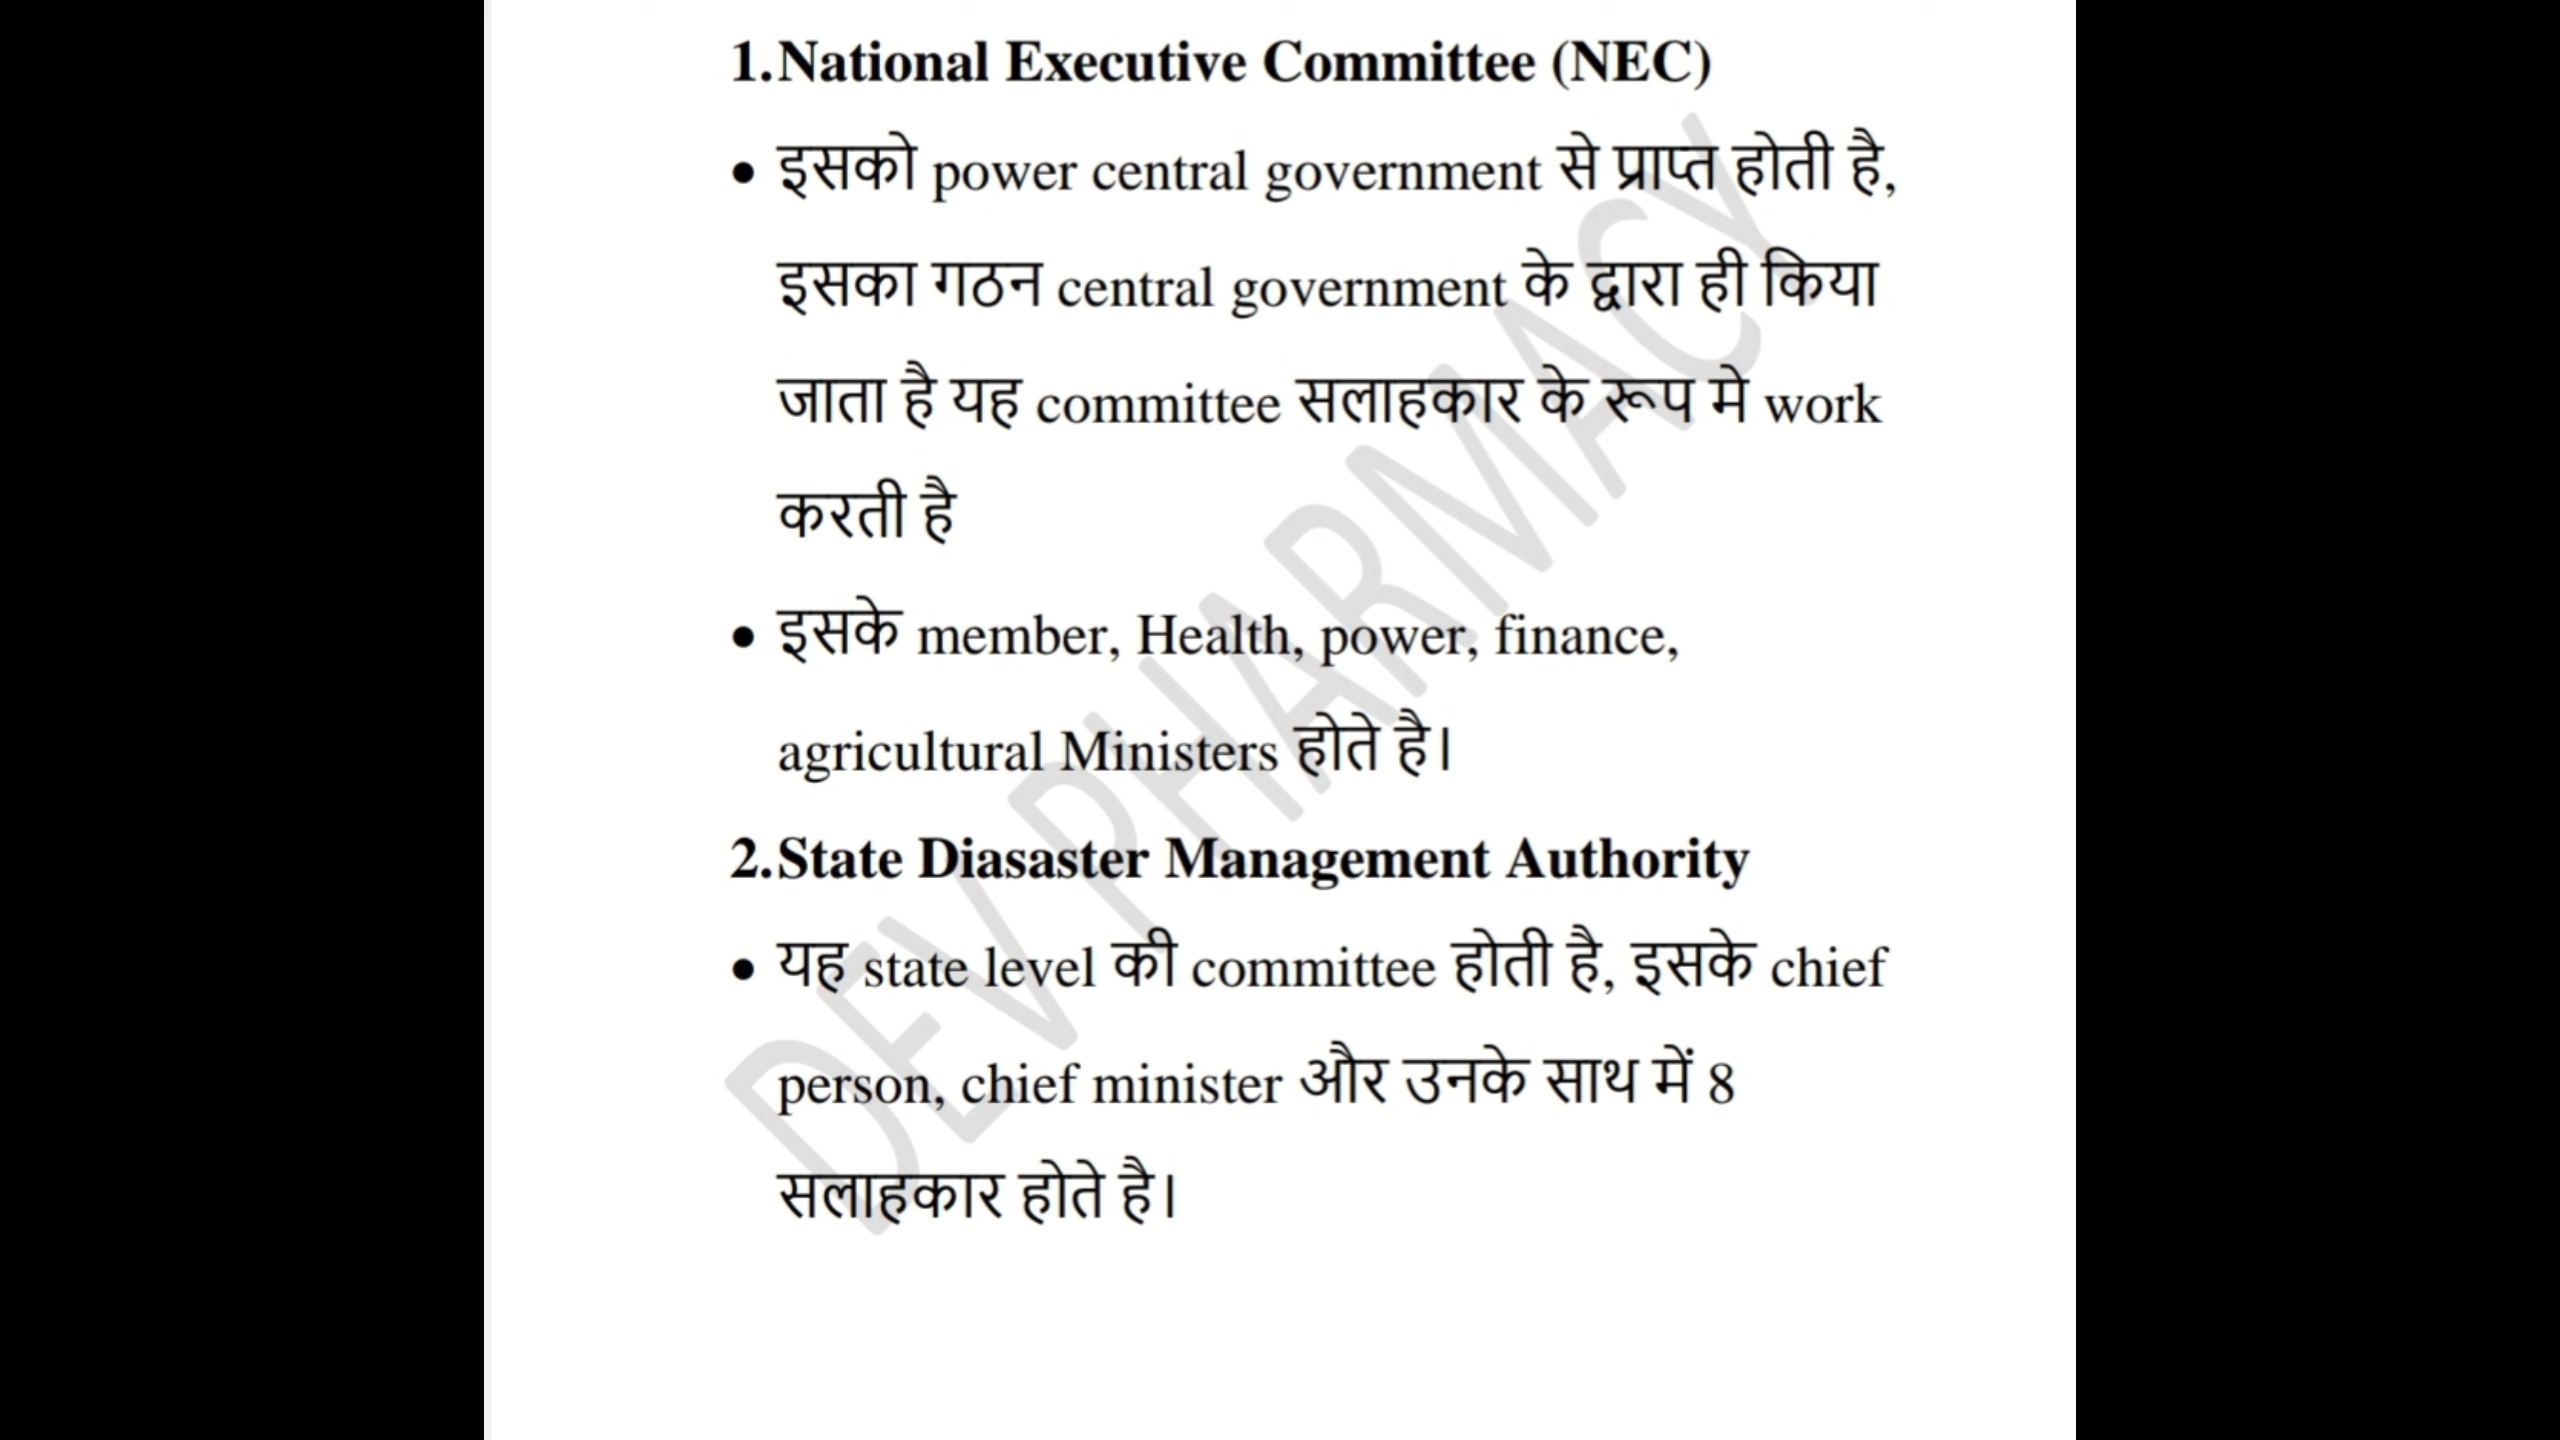 1.National Executive Committee (NEC)
• इसको power central government से प्राप्त होती है,
इसका गठन central government के द्वारा ही किया
जाता है यह committee सलाहकार के रूप मे work
करती है
• इसके member, Health, power, finance,
agricultural Ministers होते है।
2.State Diasaster Management Authority
• यह state level की committee होती है, इसके chief
person, chief minister और उनके साथ में 8
सलाहकार होते है।
DEV PHARMACY